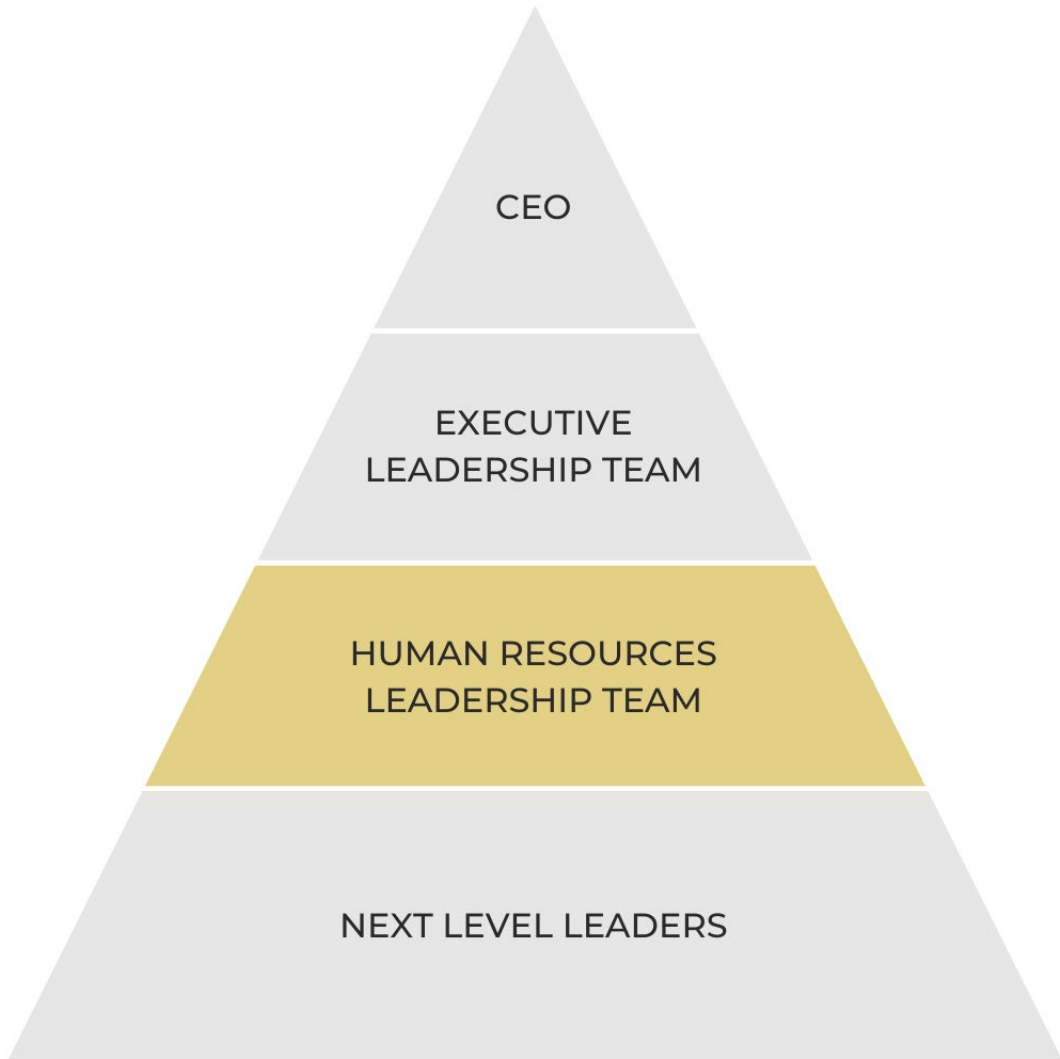 CEO
EXECUTIVE
LEADERSHIP TEAM
HUMAN RESOURCES
LEADERSHIP TEAM
NEXT LEVEL LEADERS